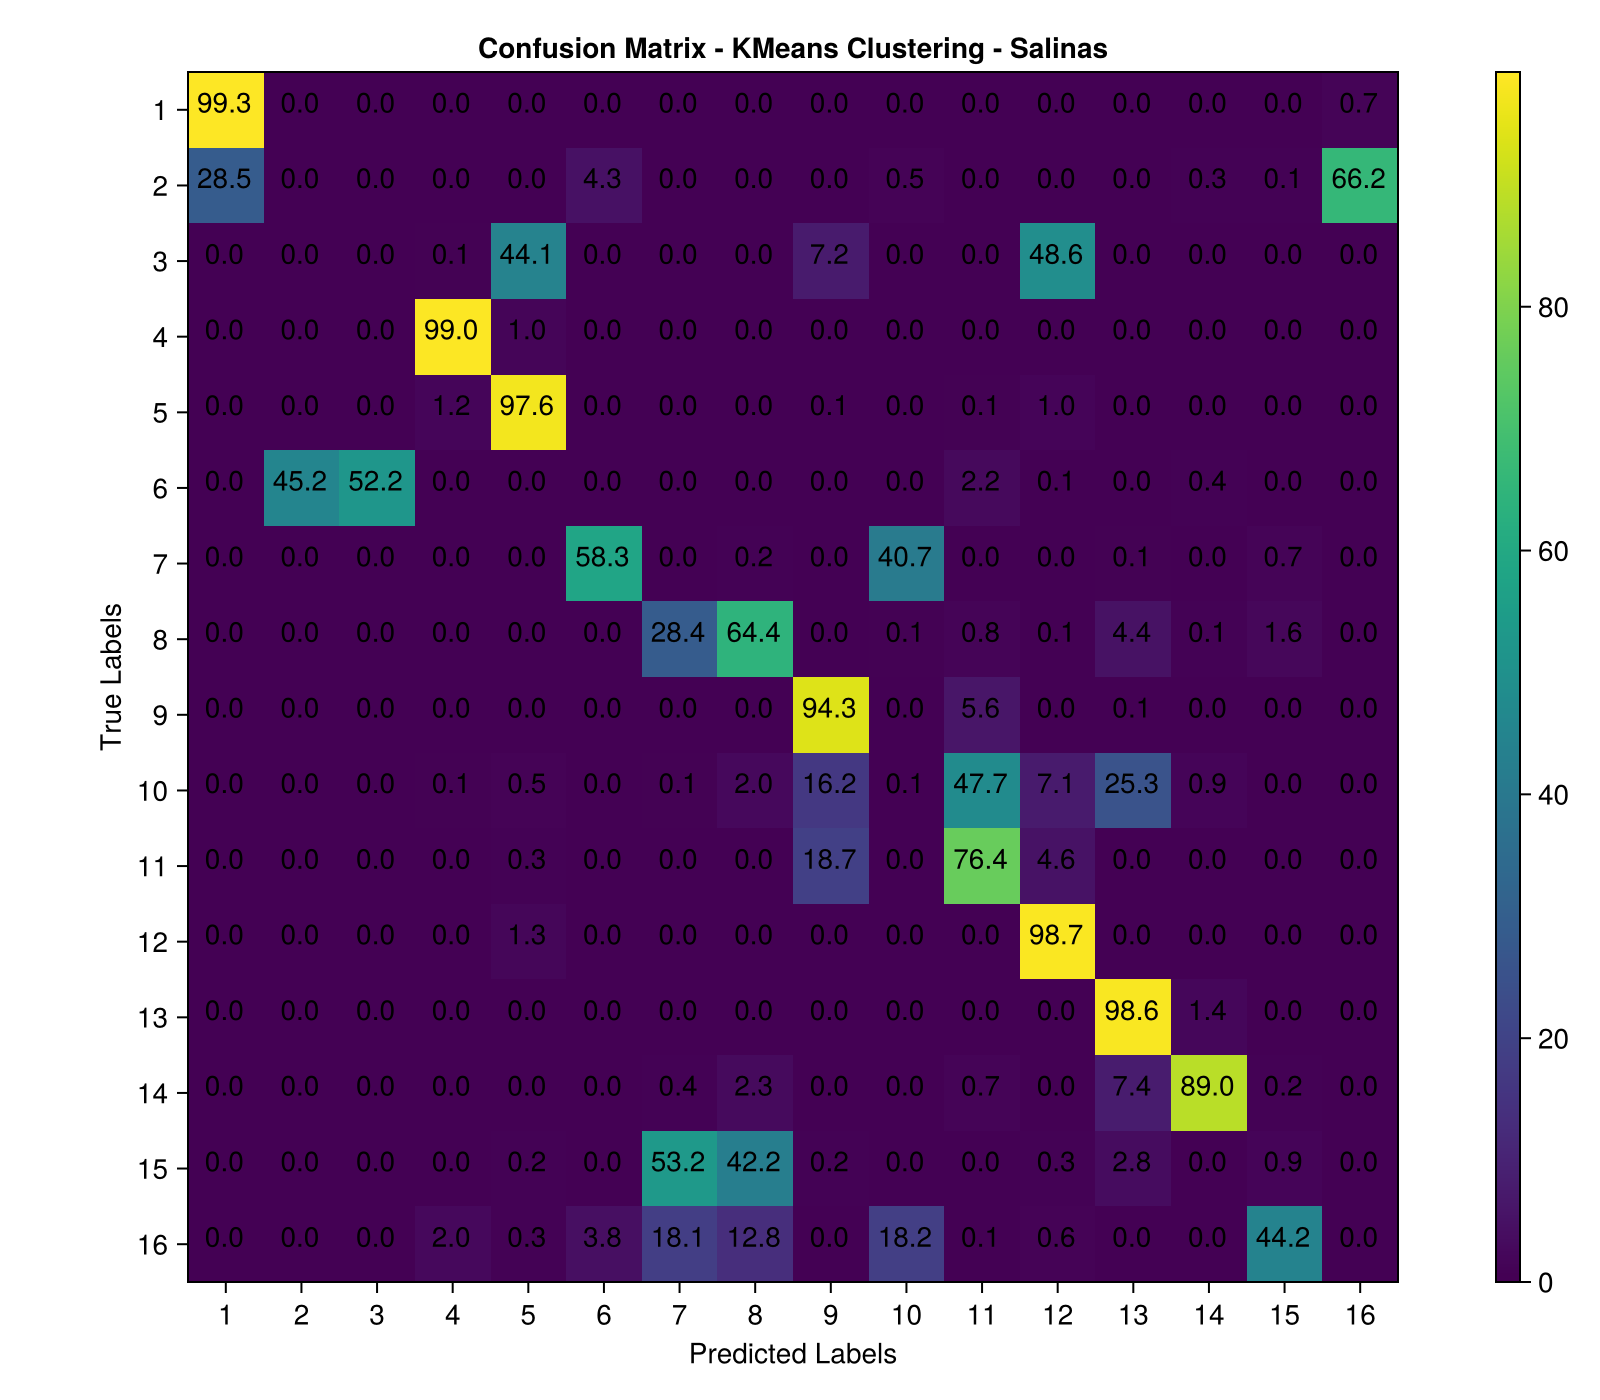 Confusion Matrix - KMeans Clustering - Salinas
1 99.3 0.0 0.0 0.0 0.0 0.0 0.0 0.0 0.0 0.0 0.0 0.0 0.0 0.0 0.0 0.7
2 28.5 0.0 0.0 0.0 0.0 4.3 0.0 0.0 0.0 0.5 0.0 0.0 0.0 0.3 0.1 66.2
3 0.0 0.0 0.0 0.1 44.1 0.0 0.0 0.0 7.2 0.0 0.0 48.6 0.0 0.0 0.0 0.0
4 0.0 0.0 0.0 99.0 1.0 0.0 0.0 0.0 0.0 0.0 0.0 0.0 0.0 0.0 0.0 0.0
5 0.0 0.0 0.0 1.2 97.6 0.0 0.0 0.0 0.1 0.0 0.1 1.0 0.0 0.0 0.0 0.0
6 0.0 45.2 52.2 0.0 0.0 0.0 0.0 0.0 0.0 0.0 2.2 0.1 0.0 0.4 0.0 0.0
7 0.0 0.0 0.0 0.0 0.0 58.3 0.0 0.2 0.0 40.7 0.0 0.0 0.1 0.0 0.7 0.0
8 0.0 0.0 0.0 0.0 0.0 0.0 28.4 64.4 0.0 0.1 0.8 0.1 4.4 0.1 1.6 0.0
9 0.0 0.0 0.0 0.0 0.0 0.0 0.0 0.0 94.3 0.0 5.6 0.0 0.1 0.0 0.0 0.0
10 0.0 0.0 0.0 0.1 0.5 0.0 0.1 2.0 16.2 0.1 47.7 7.1 25.3 0.9 0.0 0.0
11 0.0 0.0 0.0 0.0 0.3 0.0 0.0 0.0 18.7 0.0 76.4 4.6 0.0 0.0 0.0 0.0
12 0.0 0.0 0.0 0.0 1.3 0.0 0.0 0.0 0.0 0.0 0.0 98.7 0.0 0.0 0.0 0.0
13 0.0 0.0 0.0 0.0 0.0 0.0 0.0 0.0 0.0 0.0 0.0 0.0 98.6 1.4 0.0 0.0
14 0.0 0.0 0.0 0.0 0.0 0.0 0.4 2.3 0.0 0.0 0.7 0.0 7.4 89.0 0.2 0.0
15 0.0 0.0 0.0 0.0 0.2 0.0 53.2 42.2 0.2 0.0 0.0 0.3 2.8 0.0 0.9 0.0
16 0.0 0.0 0.0 2.0 0.3 3.8 18.1 12.8 0.0 18.2 0.1 0.6 0.0 0.0 44.2 0.0
1 2 3 4 5 6 7 8 9 10 11 12 13 14 15 16
Predicted Labels
True Labels
80
60
40
20
0